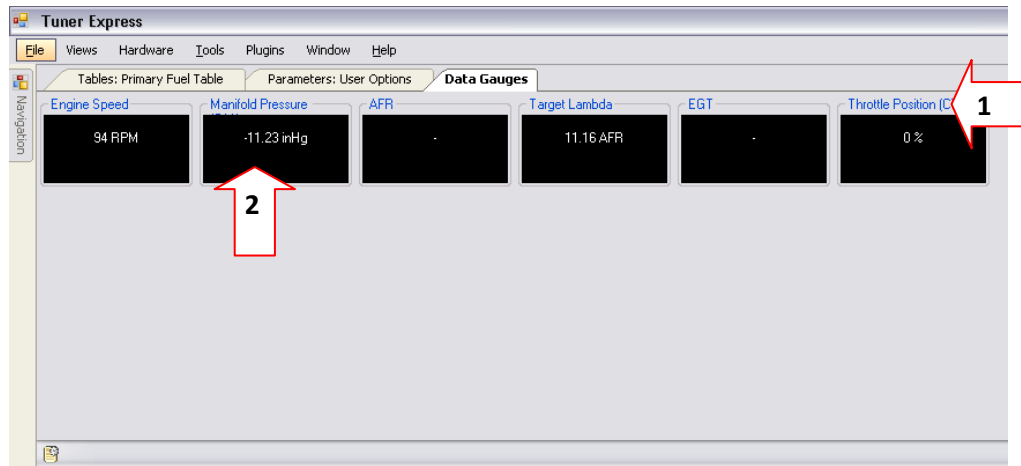 Tuner Express
File Views Hardware Tools Plugins Window Help
Tables: Primary Fuel Table Parameters: User Options Data Gauges
Navigation
Engine Speed Manifold Pressure AFR Target Lambda EGT Throttle Position (C
1
94 RPM -11.23 inHg - 11.16 AFR - 0 %
2